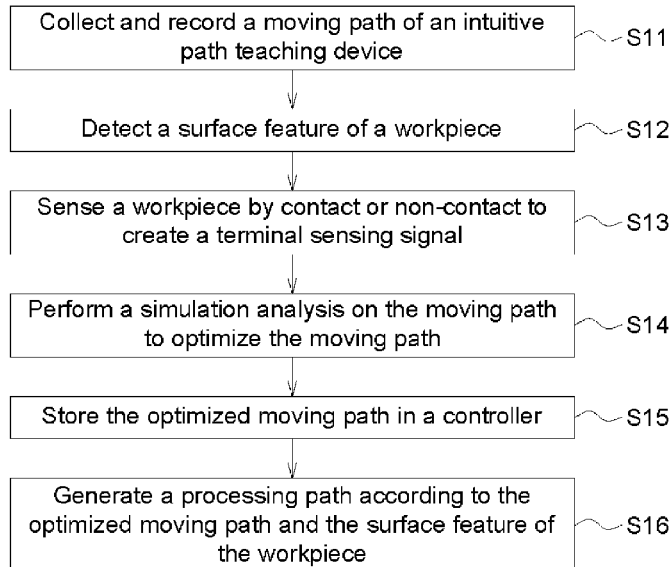 Collect and record a moving path of an intuitive
path teaching device
S11
Detect a surface feature of a workpiece
S12
Sense a workpiece by contact or non-contact to
create a terminal sensing signal
S13
Perform a simulation analysis on the moving path
to optimize the moving path
S14
Store the optimized moving path in a controller
S15
Generate a processing path according to the
optimized moving path and the surface feature of
the workpiece
S16